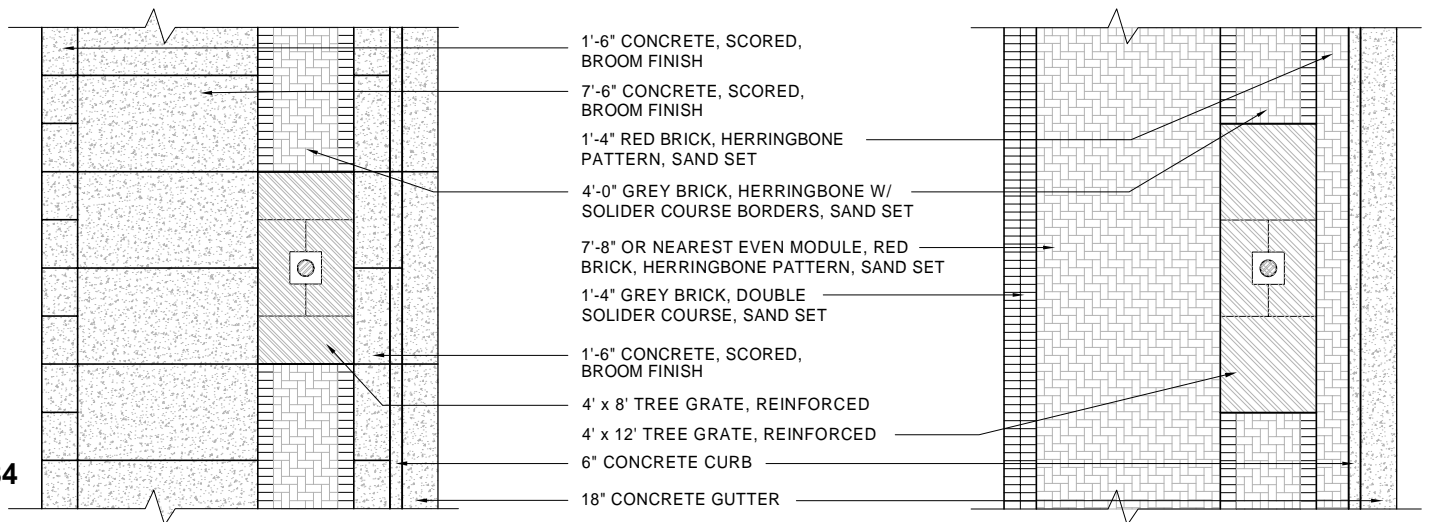 1'-6" CONCRETE, SCORED,
BROOM FINISH
7'-6" CONCRETE, SCORED,
BROOM FINISH
1'-4" RED BRICK, HERRINGBONE
PATTERN, SAND SET
4'-0" GREY BRICK, HERRINGBONE W/
SOLIDER COURSE BORDERS, SAND SET
7'-8" OR NEAREST EVEN MODULE, RED
BRICK, HERRINGBONE PATTERN, SAND SET
1'-4" GREY BRICK, DOUBLE
SOLIDER COURSE, SAND SET
1'-6" CONCRETE, SCORED,
BROOM FINISH
4' x 8' TREE GRATE, REINFORCED
4' x 12' TREE GRATE, REINFORCED
6" CONCRETE CURB
18" CONCRETE GUTTER